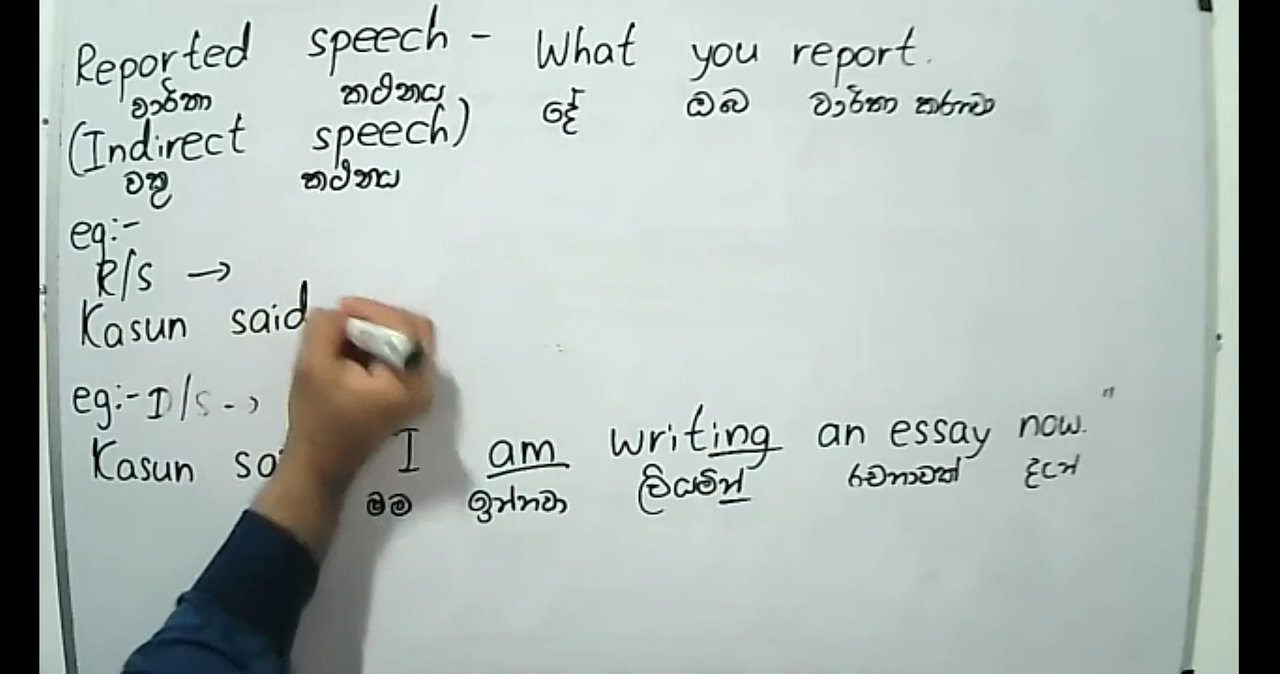 Reported speech - What you report.
වාර්තා කථනය දේ ඔබ වාර්තා කරනවා
(Indirect speech)
වක්‍ර කථනය
eg:-
R/S →
Kasun said
eg:- D/S ->
Kasun sa I am writing an essay now."
මම ඉන්නවා ලියමින් රචනාවක් දැන්